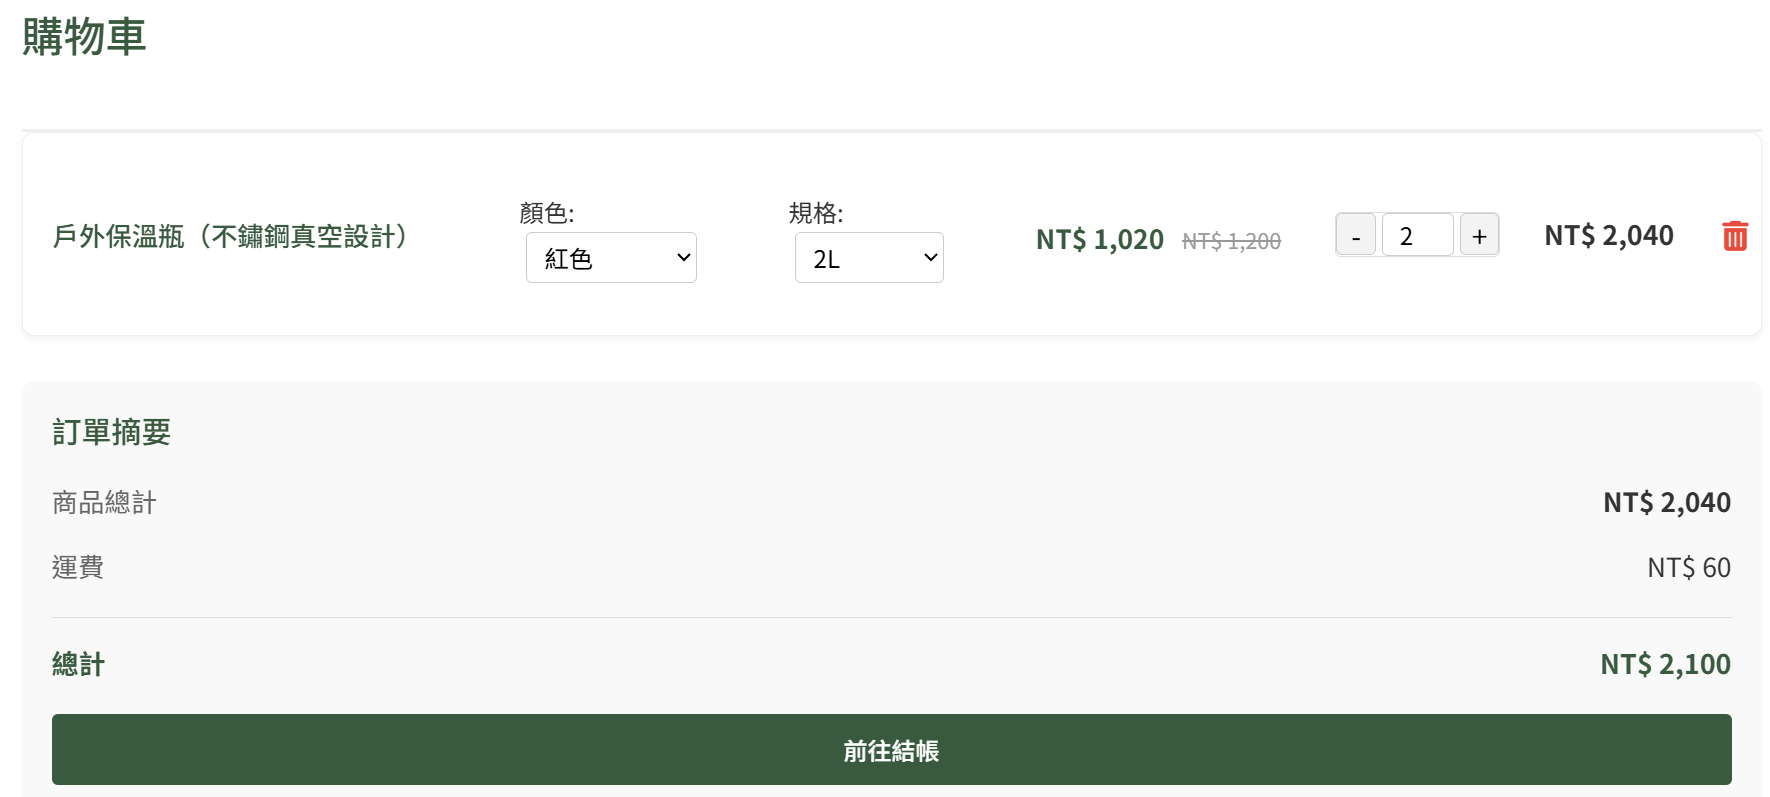 購物車
戶外保溫瓶（不鏽鋼真空設計）
顏色:
紅色
規格:
2L
NT$ 1,020 NT$ 1,200
- 2 +
NT$ 2,040
訂單摘要
商品總計 NT$ 2,040
運費 NT$ 60
總計 NT$ 2,100
前往結帳